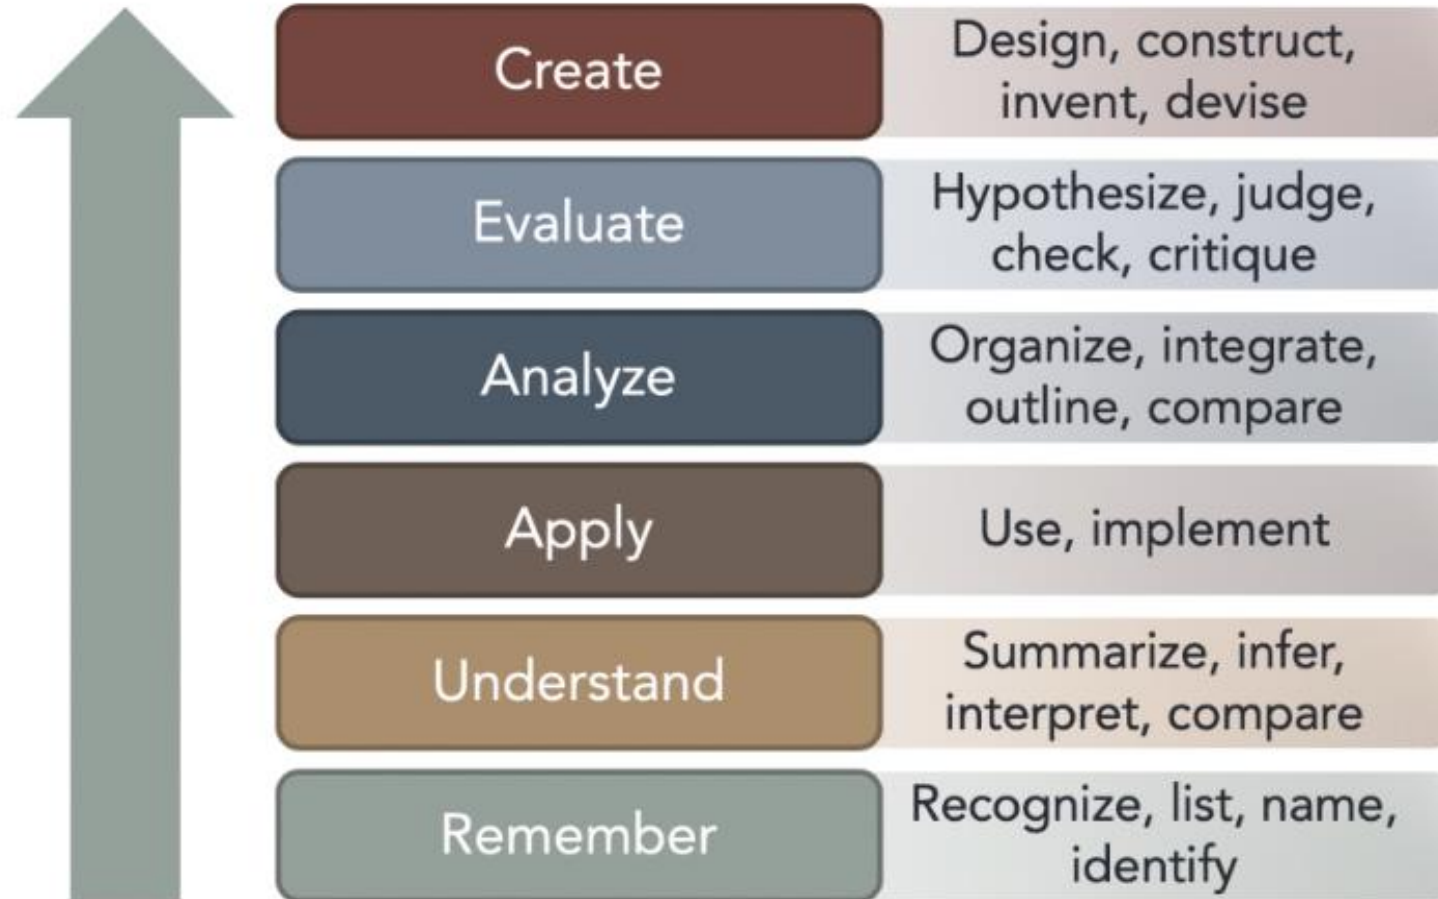 Create
Design, construct,
invent, devise
Evaluate
Hypothesize, judge,
check, critique
Analyze
Organize, integrate,
outline, compare
Apply
Use, implement
Understand
Summarize, infer,
interpret, compare
Remember
Recognize, list, name,
identify